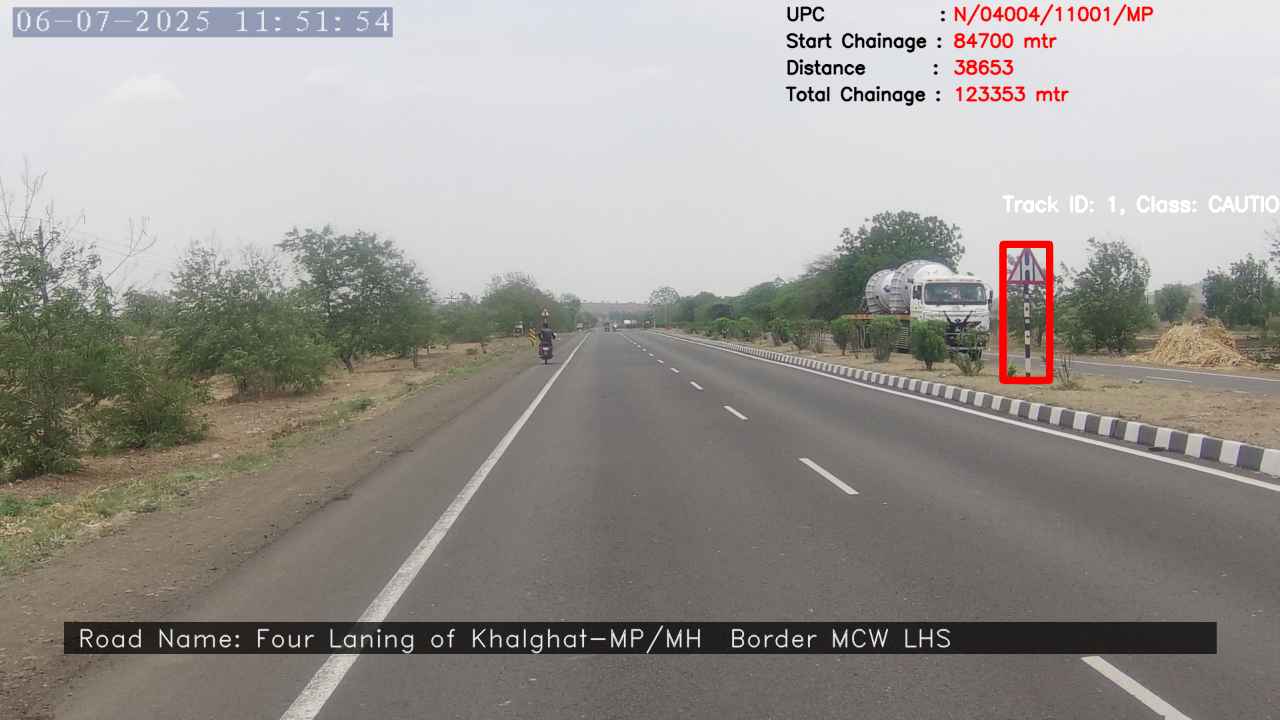 06-07-2025 11:51:54
UPC : N/04004/11001/MP
Start Chainage : 84700 mtr
Distance : 38653
Total Chainage : 123353 mtr
Track ID: 1, Class: CAUTIO
Road Name: Four Laning of Khalghat-MP/MH Border MCW LHS